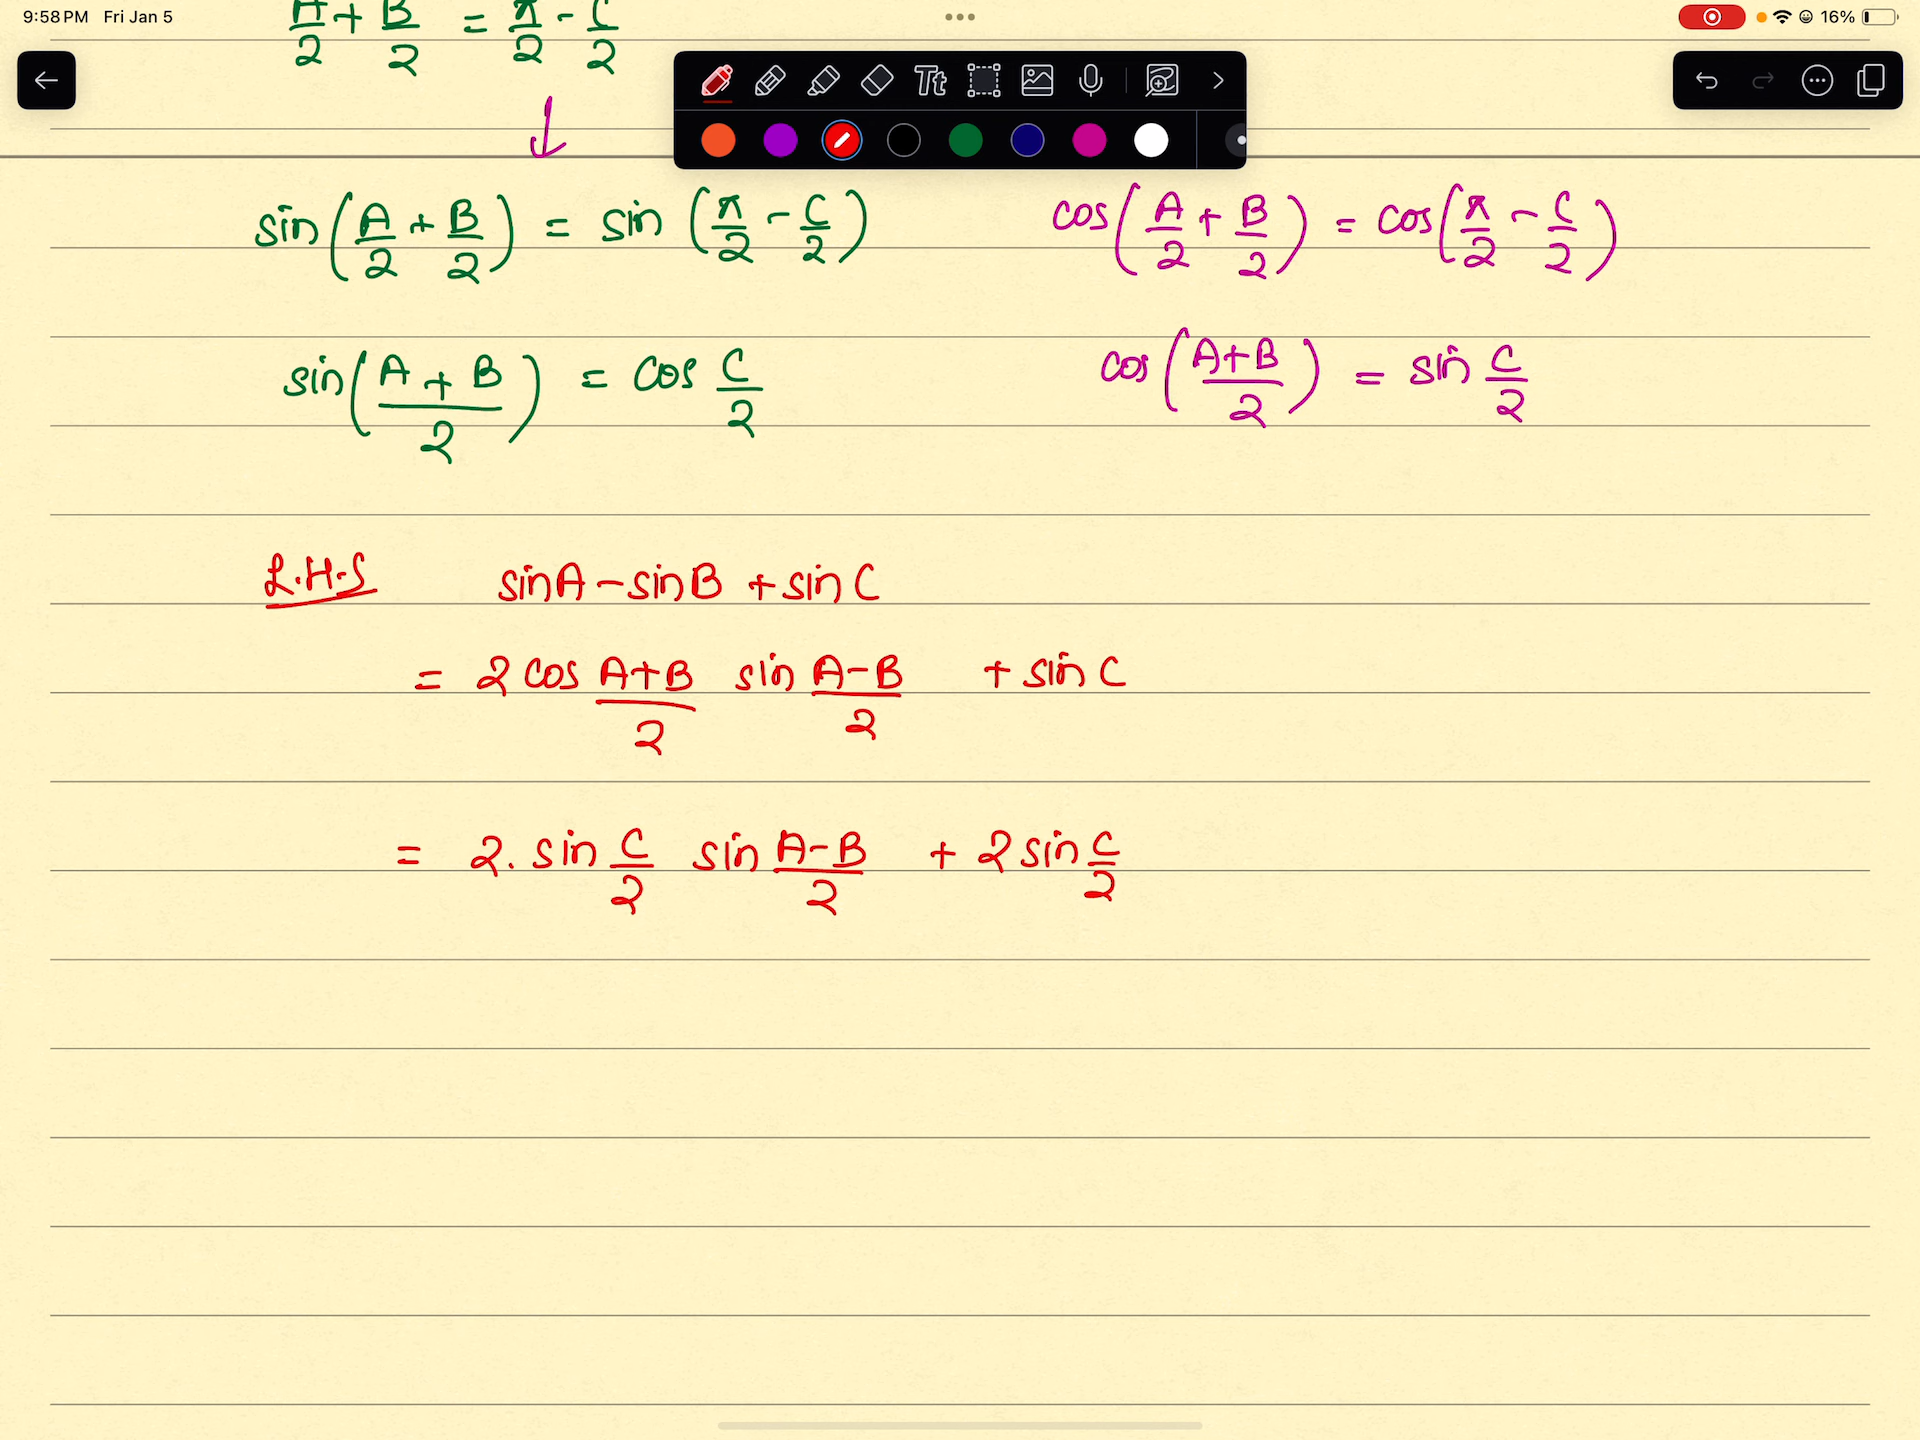 9:58 PM Fri Jan 5 16%
A/2 + B/2 = π/2 - C/2
Tt
sin(A/2 + B/2) = sin (π/2 - C/2)
cos(A/2 + B/2) = cos(π/2 - C/2)
sin(A + B/2) = cos C/2
cos(A+B/2) = sin C/2
L.H.S sinA - sinB + sin C
= 2 cos A+B/2 sin A-B/2 + sin C
= 2. sin C/2 sin A-B/2 + 2 sin C/2